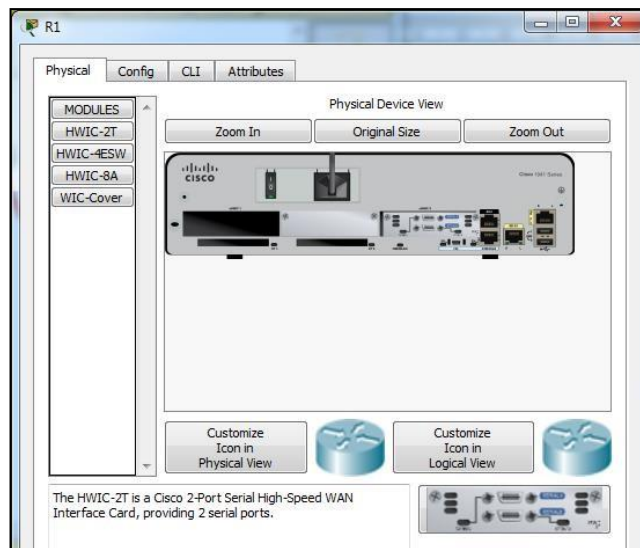 R1
Physical Config CLI Attributes
MODULES
HWIC-2T
HWIC-4ESW
HWIC-8A
WIC-Cover
Physical Device View
Zoom In Original Size Zoom Out
CISCO
Customize
Icon in
Physical View
Customize
Icon in
Logical View
The HWIC-2T is a Cisco 2-Port Serial High-Speed WAN
Interface Card, providing 2 serial ports.